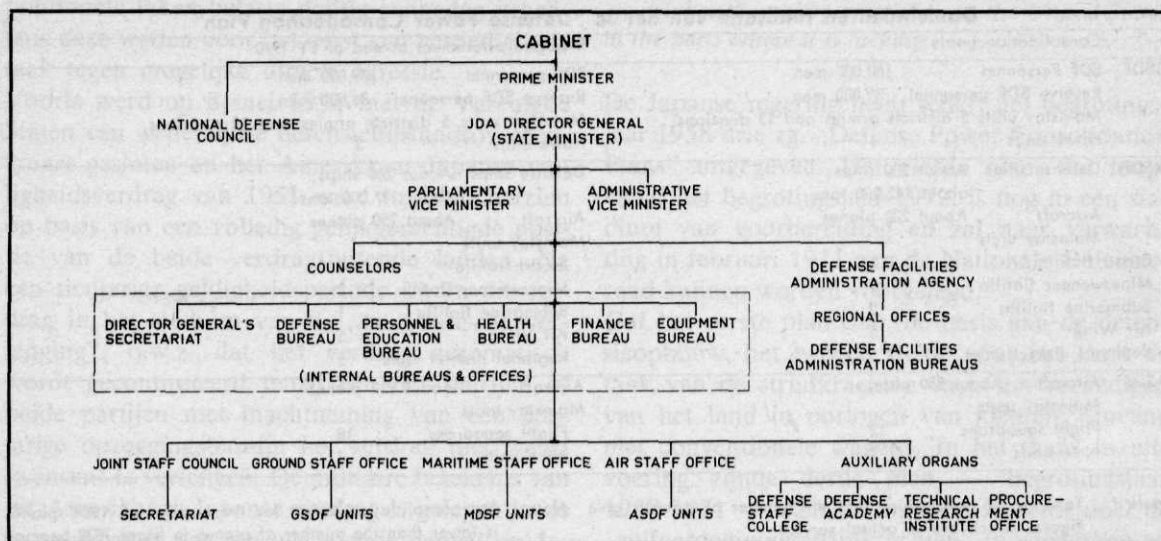 CABINET
PRIME MINISTER
NATIONAL DEFENSE
COUNCIL
JDA DIRECTOR GENERAL
(STATE MINISTER)
PARLIAMENTARY
VICE MINISTER
ADMINISTRATIVE
VICE MINISTER
COUNSELORS
DEFENSE FACILITIES
ADMINISTRATION AGENCY
DIRECTOR GENERAL'S
SECRETARIAT
DEFENSE
BUREAU
PERSONNEL &
EDUCATION
BUREAU
HEALTH
BUREAU
FINANCE
BUREAU
EQUIPMENT
BUREAU
REGIONAL OFFICES
DEFENSE FACILITIES
ADMINISTRATION BUREAUS
(INTERNAL BUREAUS & OFFICES)
JOINT STAFF COUNCIL
GROUND STAFF OFFICE
MARITIME STAFF OFFICE
AIR STAFF OFFICE
AUXILIARY ORGANS
SECRETARIAT
GSDF UNITS
MSDF UNITS
ASDF UNITS
DEFENSE
STAFF
COLLEGE
DEFENSE
ACADEMY
TECHNICAL
RESEARCH
INSTITUTE
PROCURE-
MENT
OFFICE